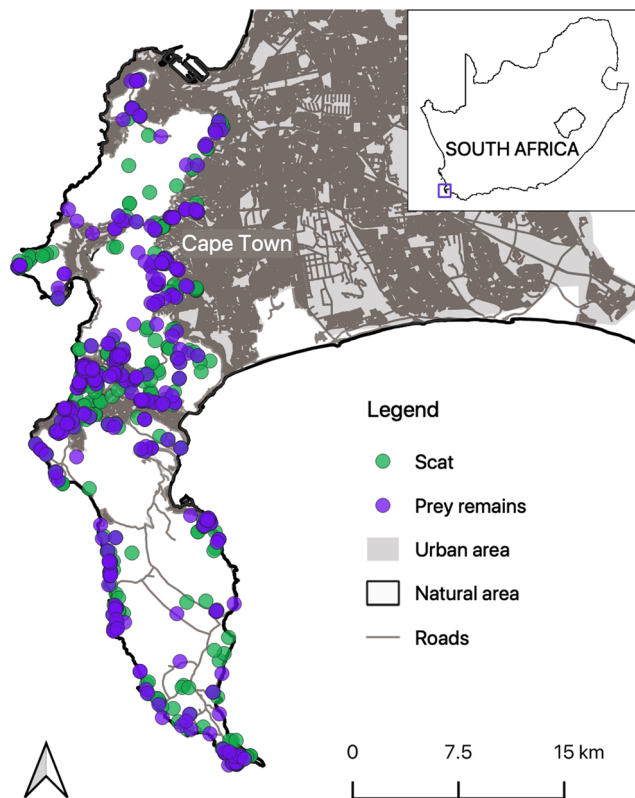 SOUTH AFRICA
Cape Town
Legend
Scat
Prey remains
Urban area
Natural area
Roads
0 7.5 15 km